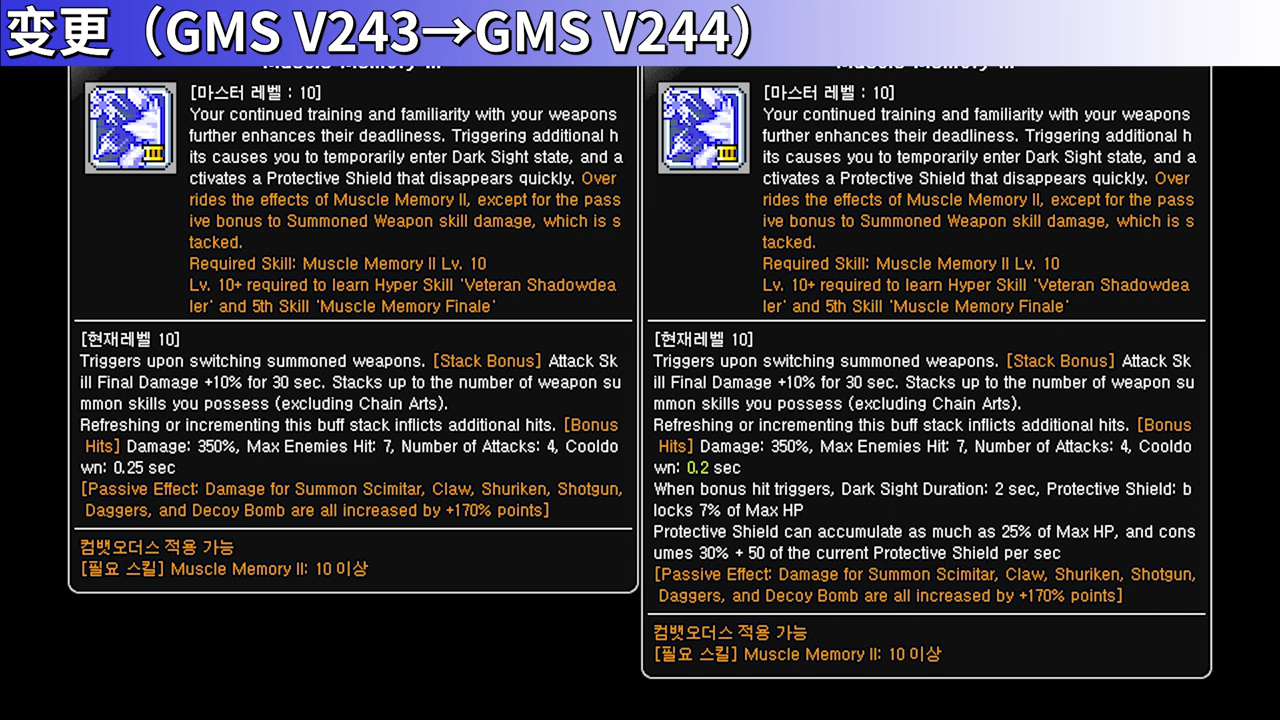 变更（GMS V243→GMS V244）
Muscle Memory III
[마스터 레벨 : 10]
Your continued training and familiarity with your weapons
further enhances their deadliness. Triggering additional h
its causes you to temporarily enter Dark Sight state, and a
ctivates a Protective Shield that disappears quickly. Over
rides the effects of Muscle Memory II, except for the pass
ive bonus to Summoned Weapon skill damage, which is s
tacked.
Required Skill: Muscle Memory II Lv. 10
Lv. 10+ required to learn Hyper Skill 'Veteran Shadowdea
ler' and 5th Skill 'Muscle Memory Finale'
[현재레벨 10]
Triggers upon switching summoned weapons. [Stack Bonus] Attack Sk
ill Final Damage +10% for 30 sec. Stacks up to the number of weapon su
mmon skills you possess (excluding Chain Arts).
Refreshing or incrementing this buff stack inflicts additional hits. [Bonus
Hits] Damage: 350%, Max Enemies Hit: 7, Number of Attacks: 4, Cooldo
wn: 0.25 sec
[Passive Effect: Damage for Summon Scimitar, Claw, Shuriken, Shotgun,
Daggers, and Decoy Bomb are all increased by +170% points]
컴뱃오더스 적용 가능
[필요 스킬] Muscle Memory II: 10 이상
Muscle Memory III
[마스터 레벨 : 10]
Your continued training and familiarity with your weapons
further enhances their deadliness. Triggering additional h
its causes you to temporarily enter Dark Sight state, and a
ctivates a Protective Shield that disappears quickly. Over
rides the effects of Muscle Memory II, except for the pass
ive bonus to Summoned Weapon skill damage, which is s
tacked.
Required Skill: Muscle Memory II Lv. 10
Lv. 10+ required to learn Hyper Skill 'Veteran Shadowdea
ler' and 5th Skill 'Muscle Memory Finale'
[현재레벨 10]
Triggers upon switching summoned weapons. [Stack Bonus] Attack Sk
ill Final Damage +10% for 30 sec. Stacks up to the number of weapon su
mmon skills you possess (excluding Chain Arts).
Refreshing or incrementing this buff stack inflicts additional hits. [Bonus
Hits] Damage: 350%, Max Enemies Hit: 7, Number of Attacks: 4, Cooldo
wn: 0.2 sec
When bonus hit triggers, Dark Sight Duration: 2 sec, Protective Shield: b
locks 7% of Max HP
Protective Shield can accumulate as much as 25% of Max HP, and cons
umes 30% + 50 of the current Protective Shield per sec
[Passive Effect: Damage for Summon Scimitar, Claw, Shuriken, Shotgun,
Daggers, and Decoy Bomb are all increased by +170% points]
컴뱃오더스 적용 가능
[필요 스킬] Muscle Memory II: 10 이상